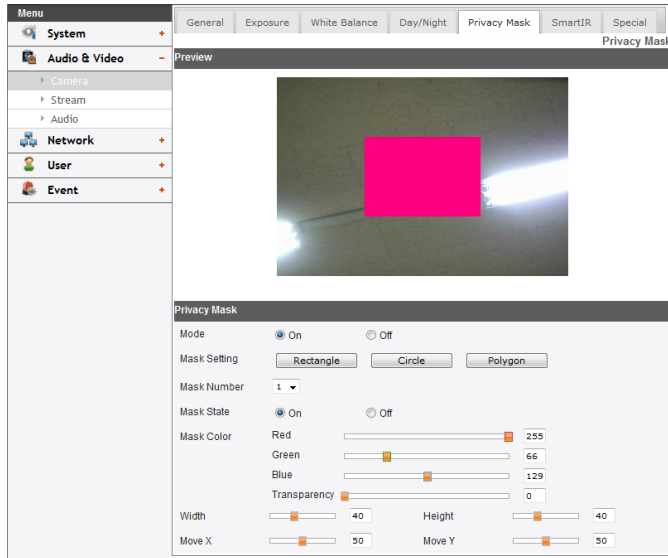 Menu
System +
Audio & Video -
Camera
Stream
Audio
Network +
User +
Event +
General Exposure White Balance Day/Night Privacy Mask SmartIR Special
Privacy Mask
Preview
Privacy Mask
Mode On Off
Mask Setting Rectangle Circle Polygon
Mask Number 1
Mask State On Off
Mask Color Red 255
Green 66
Blue 129
Transparency 0
Width 40 Height 40
Move X 50 Move Y 50